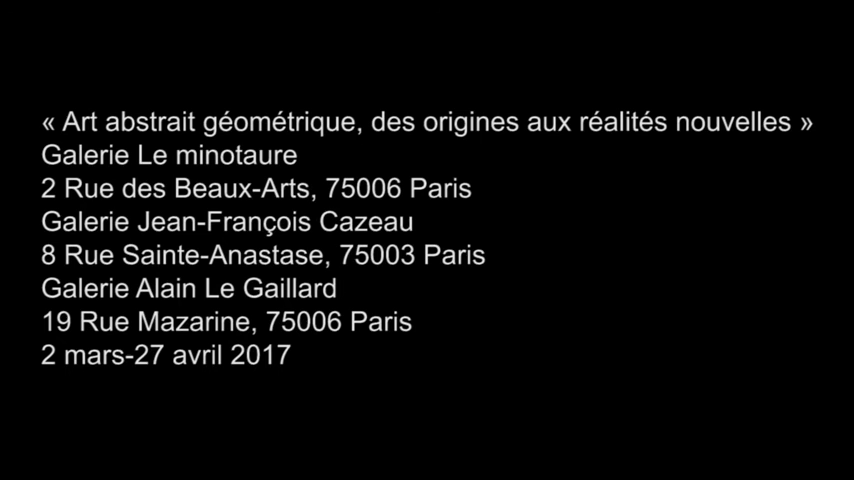 « Art abstrait géométrique, des origines aux réalités nouvelles »
Galerie Le minotaure
2 Rue des Beaux-Arts, 75006 Paris
Galerie Jean-François Cazeau
8 Rue Sainte-Anastase, 75003 Paris
Galerie Alain Le Gaillard
19 Rue Mazarine, 75006 Paris
2 mars-27 avril 2017